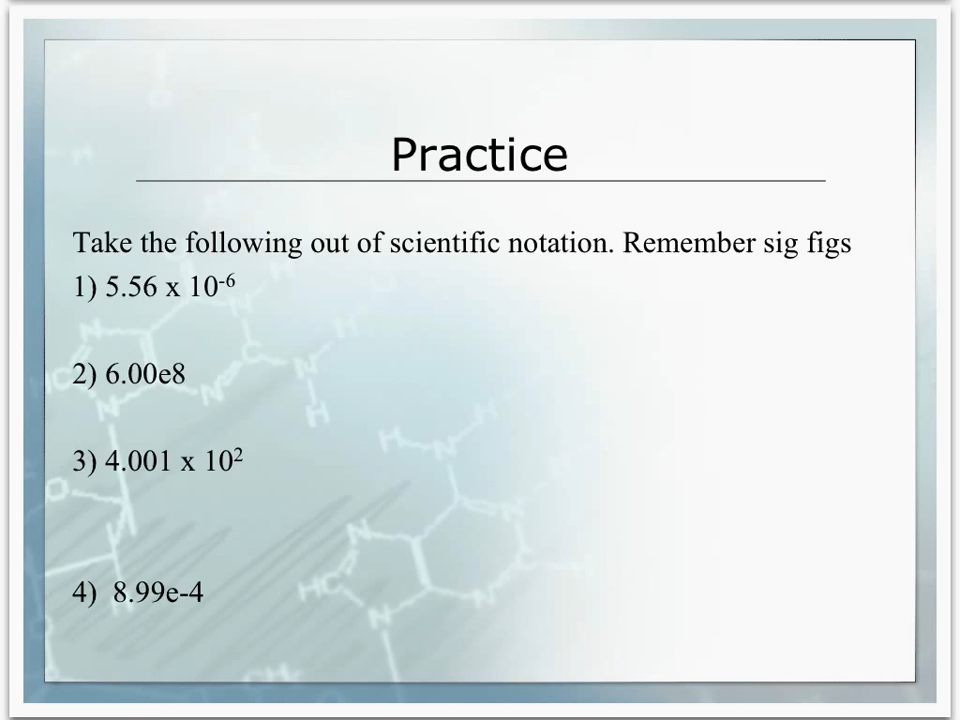 Practice
Take the following out of scientific notation. Remember sig figs
1) 5.56 x 10⁻⁶
2) 6.00e8
3) 4.001 x 10²
4) 8.99e-4